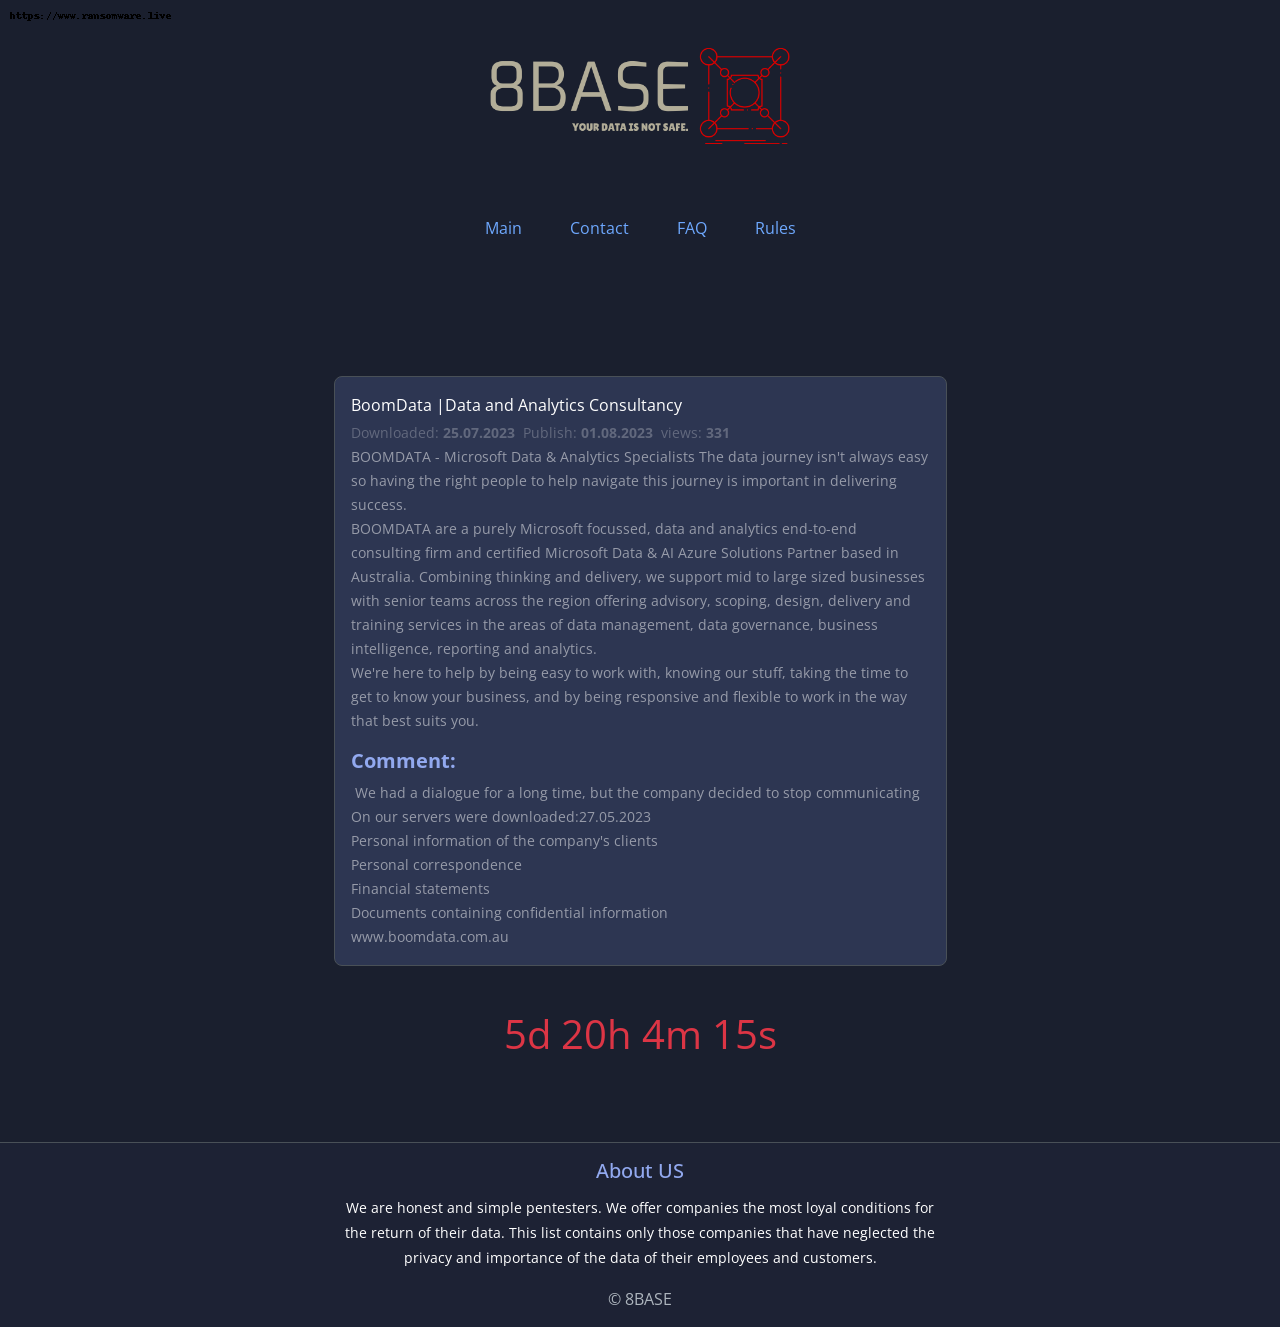 https://www.ransomware.live
8BASE
YOUR DATA IS NOT SAFE.
Main Contact FAQ Rules
BoomData |Data and Analytics Consultancy
Downloaded: 25.07.2023 Publish: 01.08.2023 views: 331
BOOMDATA - Microsoft Data & Analytics Specialists The data journey isn't always easy
so having the right people to help navigate this journey is important in delivering
success.
BOOMDATA are a purely Microsoft focussed, data and analytics end-to-end
consulting firm and certified Microsoft Data & AI Azure Solutions Partner based in
Australia. Combining thinking and delivery, we support mid to large sized businesses
with senior teams across the region offering advisory, scoping, design, delivery and
training services in the areas of data management, data governance, business
intelligence, reporting and analytics.
We're here to help by being easy to work with, knowing our stuff, taking the time to
get to know your business, and by being responsive and flexible to work in the way
that best suits you.
Comment:
We had a dialogue for a long time, but the company decided to stop communicating
On our servers were downloaded:27.05.2023
Personal information of the company's clients
Personal correspondence
Financial statements
Documents containing confidential information
www.boomdata.com.au
5d 20h 4m 15s
About US
We are honest and simple pentesters. We offer companies the most loyal conditions for
the return of their data. This list contains only those companies that have neglected the
privacy and importance of the data of their employees and customers.
© 8BASE